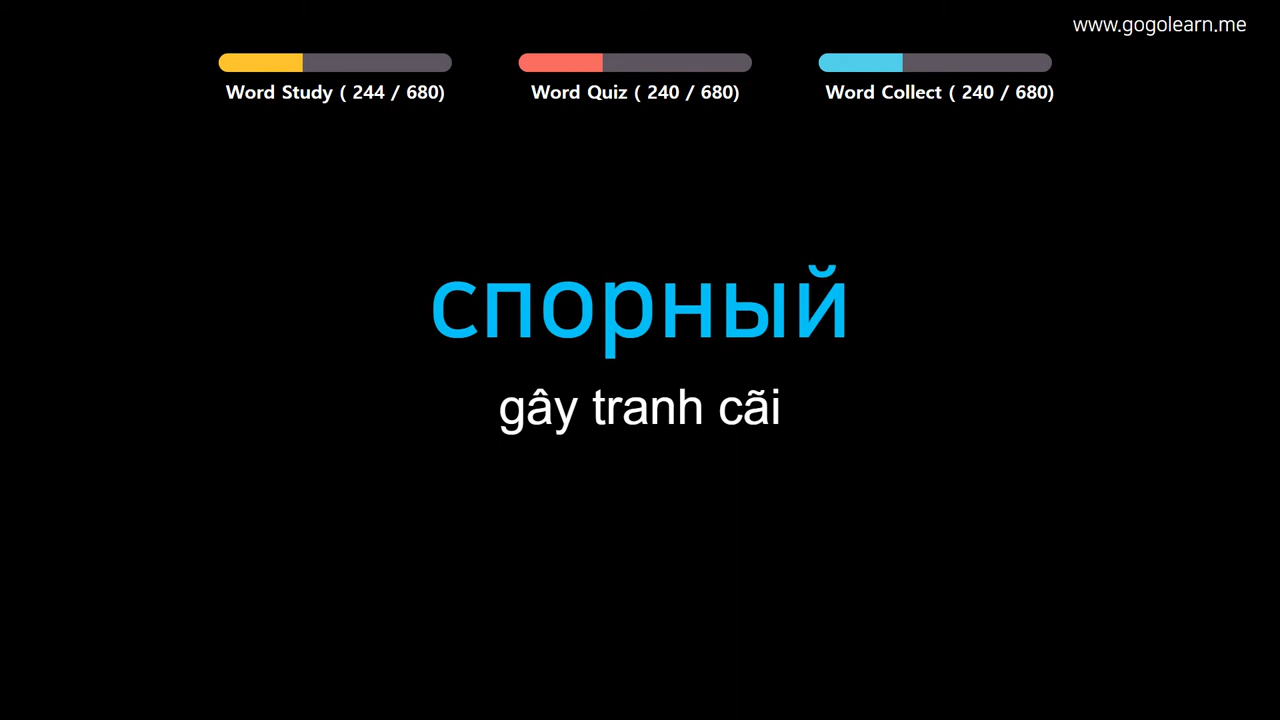 www.gogolearn.me
Word Study ( 244 / 680)
Word Quiz ( 240 / 680)
Word Collect ( 240 / 680)
спорный
gây tranh cãi